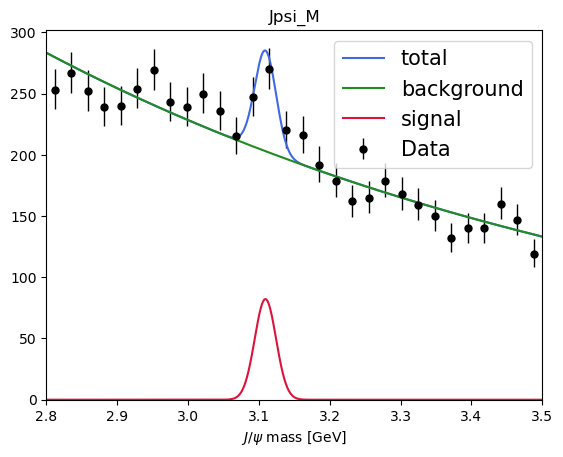 Jpsi_M
300
250
200
150
100
50
0
total
background
signal
Data
2.8 2.9 3.0 3.1 3.2 3.3 3.4 3.5
J/ψ mass [GeV]